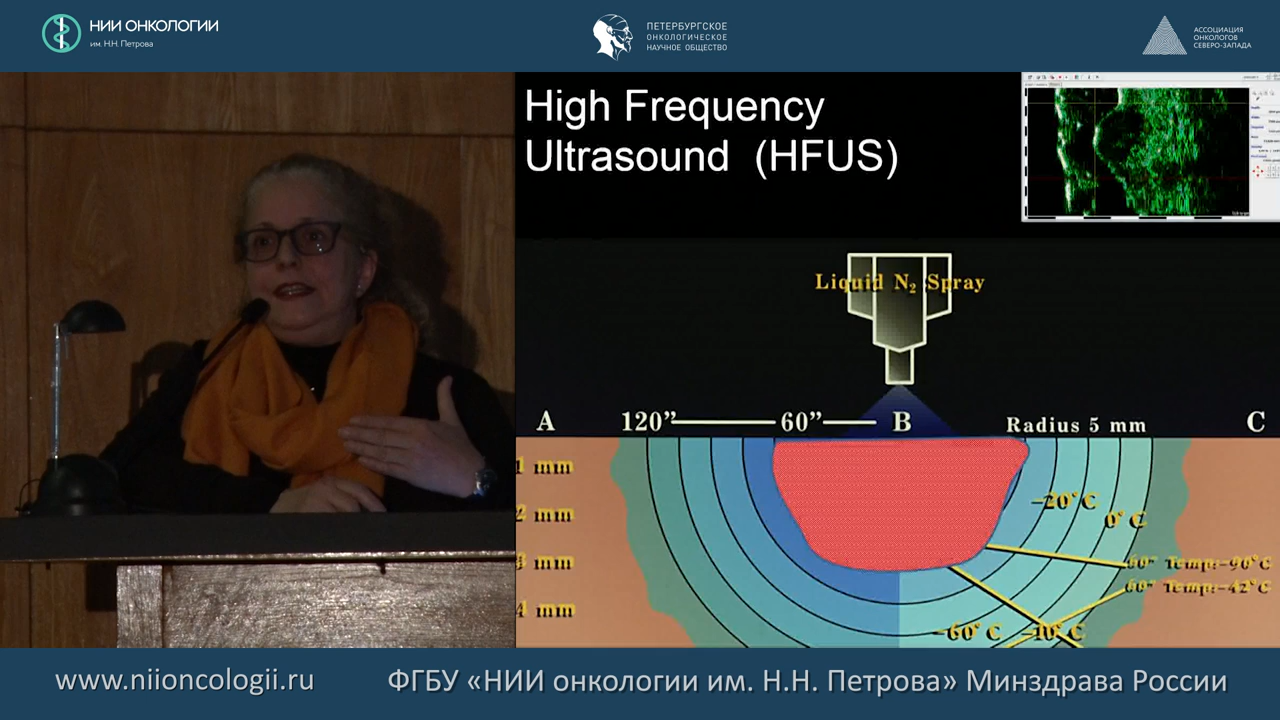 НИИ ОНКОЛОГИИ
им. Н.Н. Петрова
ПЕТЕРБУРГСКОЕ
ОНКОЛОГИЧЕСКОЕ
НАУЧНОЕ ОБЩЕСТВО
АССОЦИАЦИЯ
ОНКОЛОГОВ
СЕВЕРО-ЗАПАДА
High Frequency
Ultrasound (HFUS)
Liquid N₂ Spray
A 120” 60” B Radius 5 mm C
1 mm
2 mm
3 mm
4 mm
-20° C
0° C
60" Temp:-90°C
60" Temp:-42°C
-60° C -10° C
www.niioncologii.ru
ФГБУ «НИИ онкологии им. Н.Н. Петрова» Минздрава России